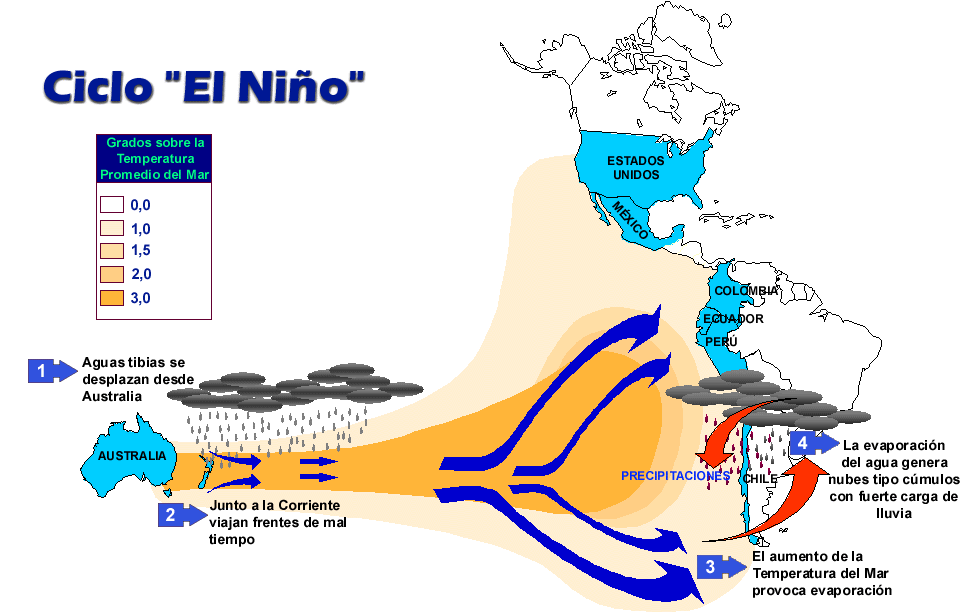 Ciclo "El Niño"
Grados sobre la
Temperatura
Promedio del Mar
0,0
1,0
1,5
2,0
3,0
ESTADOS
UNIDOS
MÉXICO
COLOMBIA
ECUADOR
PERÚ
1
Aguas tibias se
desplazan desde
Australia
AUSTRALIA
2
Junto a la Corriente
viajan frentes de mal
tiempo
PRECIPITACIONES
CHILE
4
La evaporación
del agua genera
nubes tipo cúmulos
con fuerte carga de
lluvia
3
El aumento de la
Temperatura del Mar
provoca evaporación